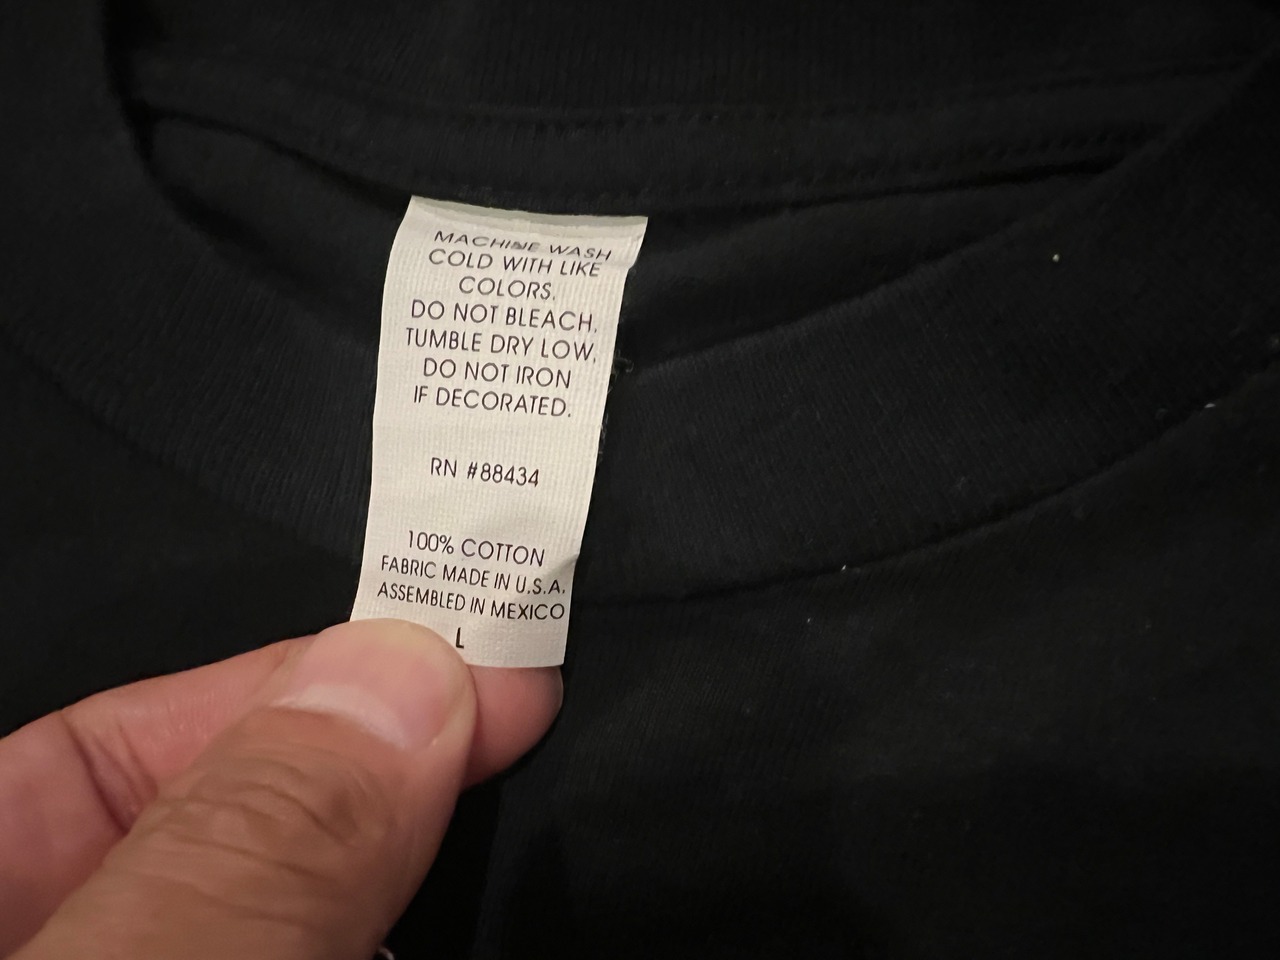 MACHINE WASH
COLD WITH LIKE
COLORS.
DO NOT BLEACH.
TUMBLE DRY LOW.
DO NOT IRON
IF DECORATED.
RN #88434
100% COTTON
FABRIC MADE IN U.S.A.
ASSEMBLED IN MEXICO
L